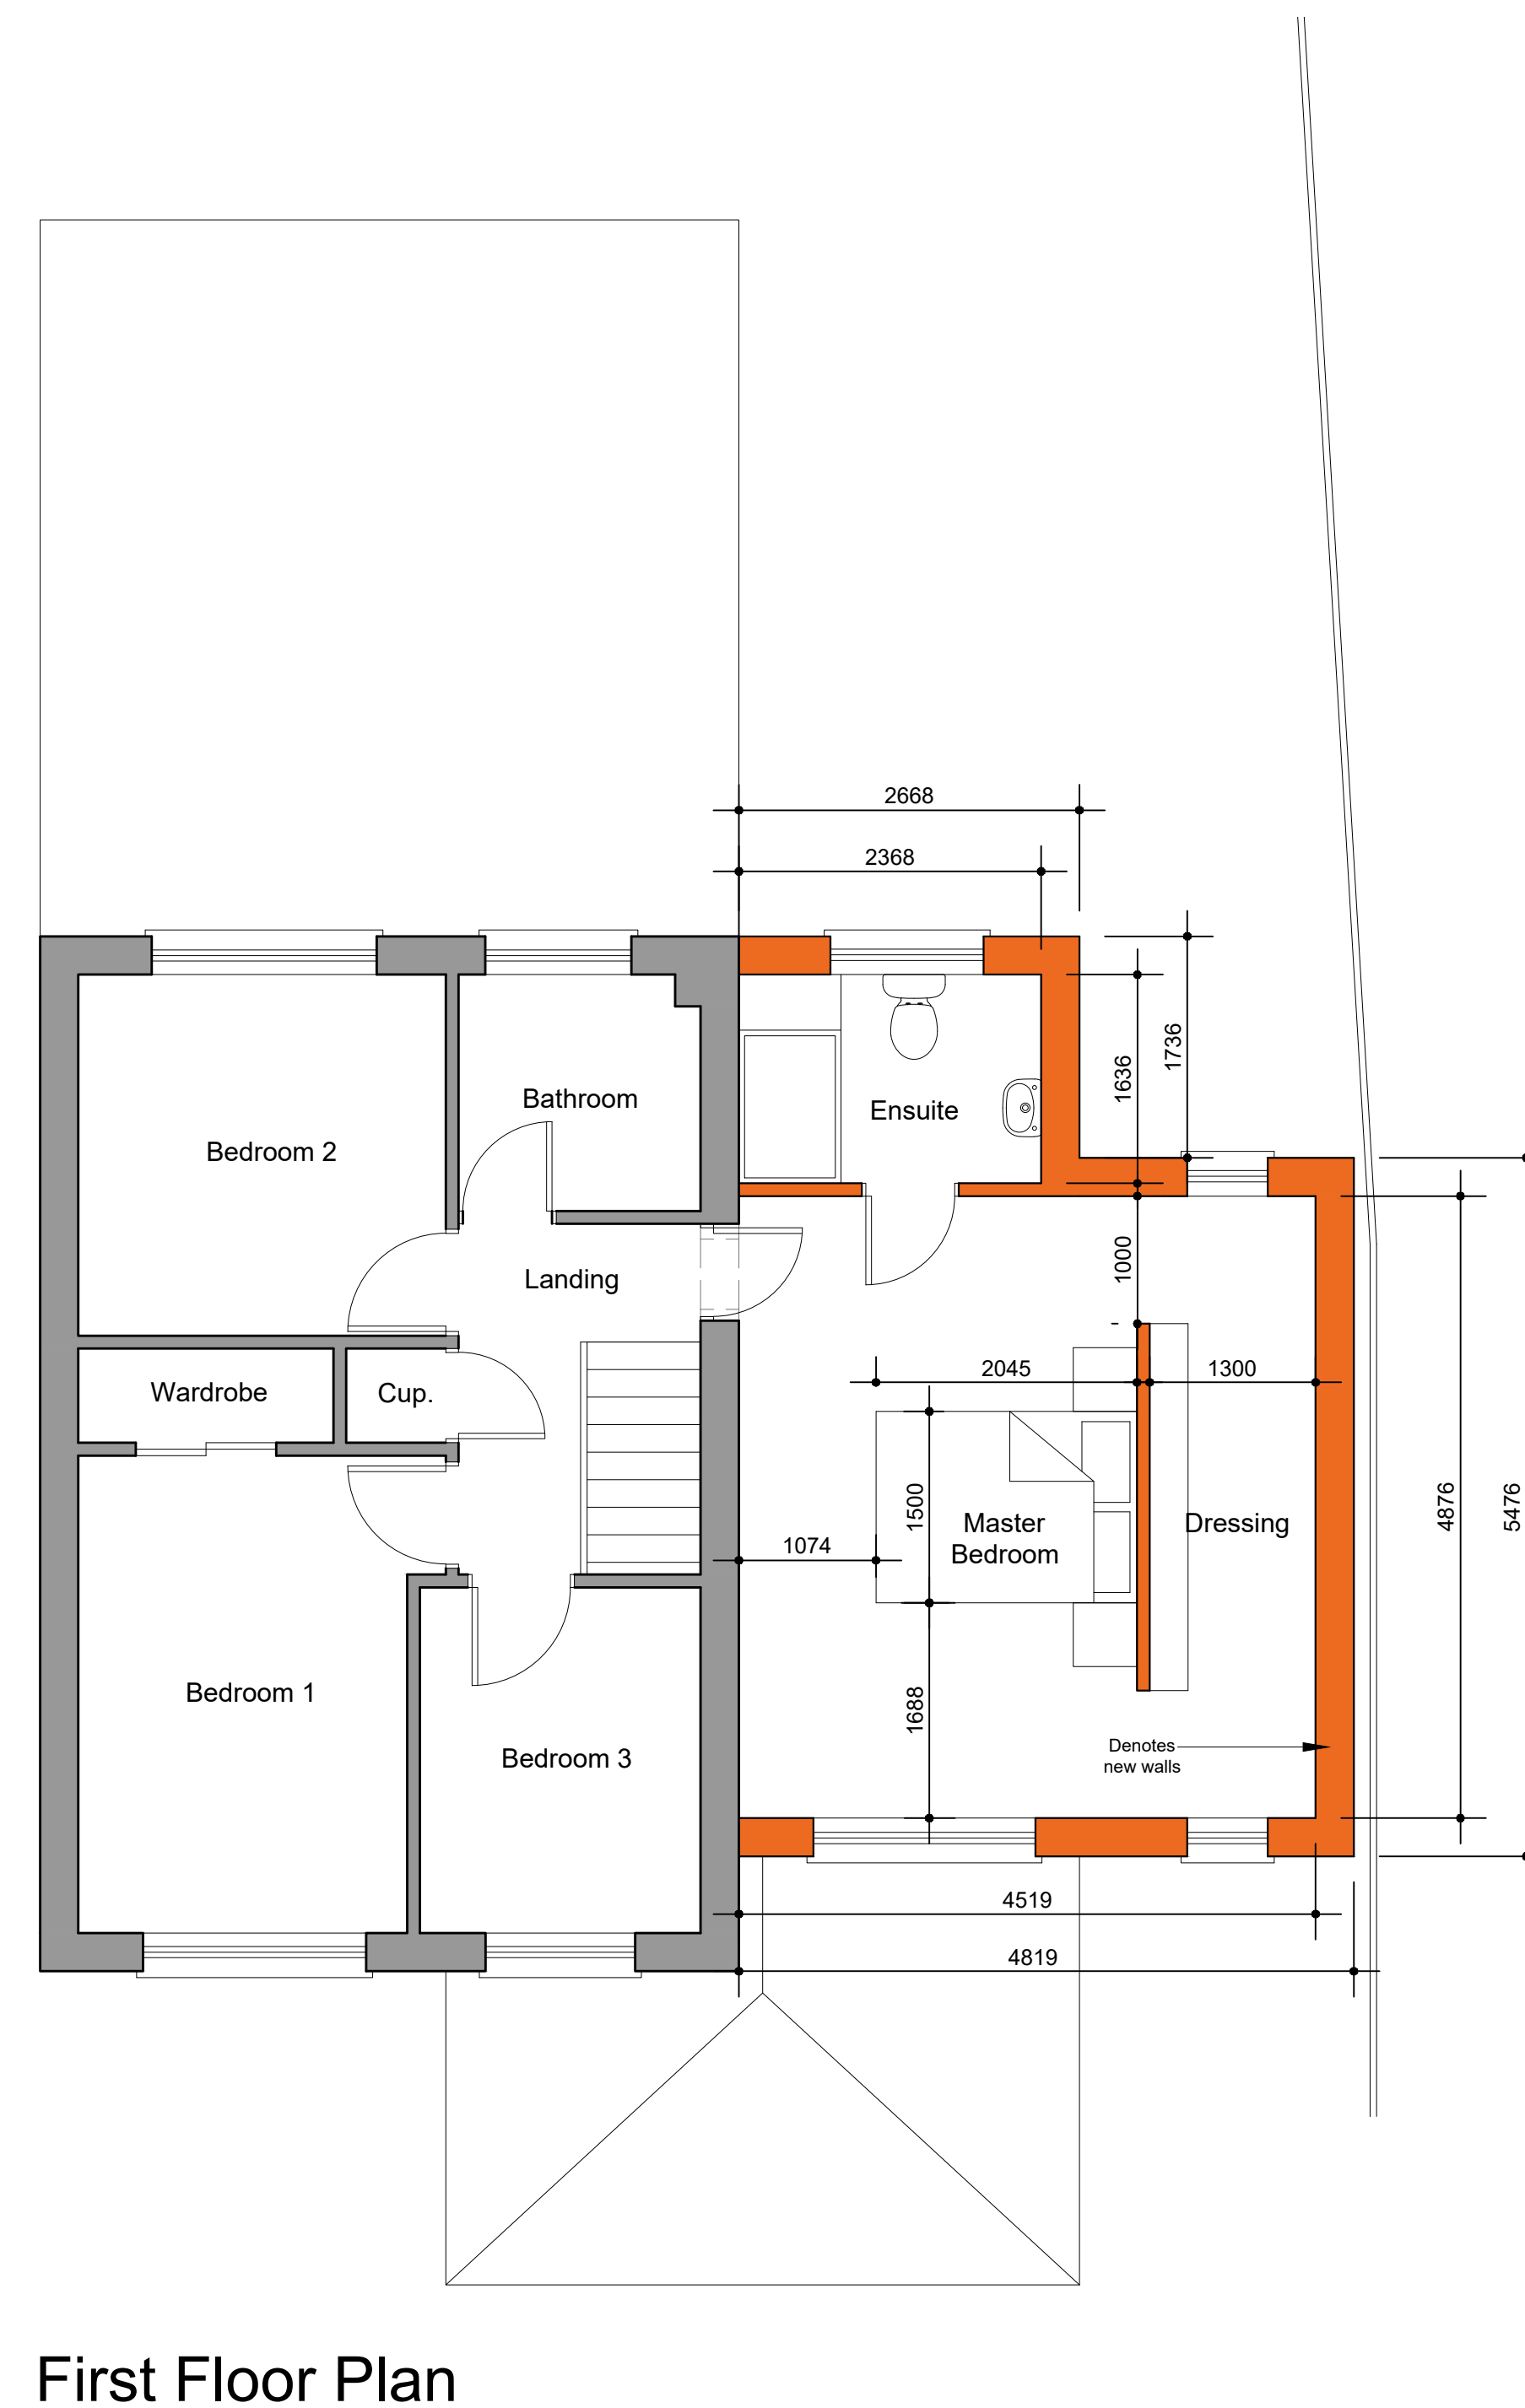 2668
2368
1736
1636
Bathroom
Ensuite
Bedroom 2
1000
Landing
2045
1300
Wardrobe
Cup.
1500
4876
5476
Master
Bedroom
Dressing
1074
1688
Bedroom 1
Denotes
new walls
Bedroom 3
4519
4819
First Floor Plan